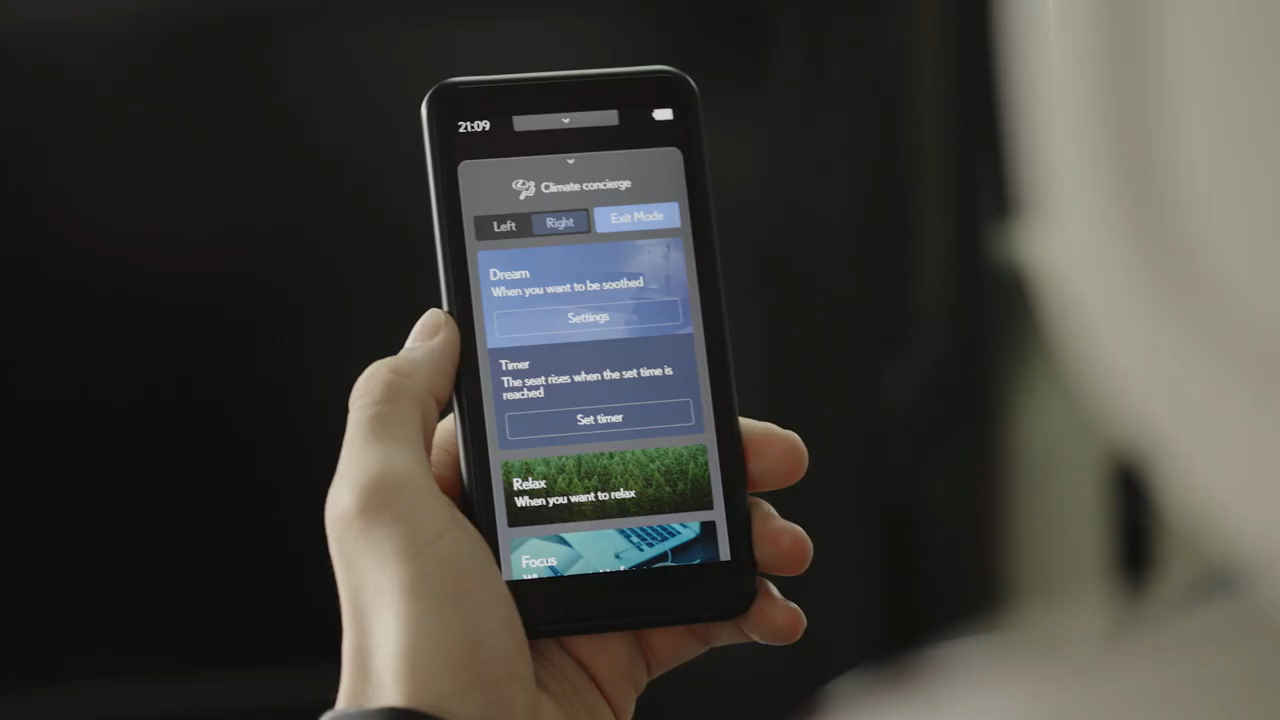 21:09
Climate concierge
Left Right Exit Mode
Dream
When you want to be soothed
Settings
Timer
The seat rises when the set time is
reached
Set timer
Relax
When you want to relax
Focus